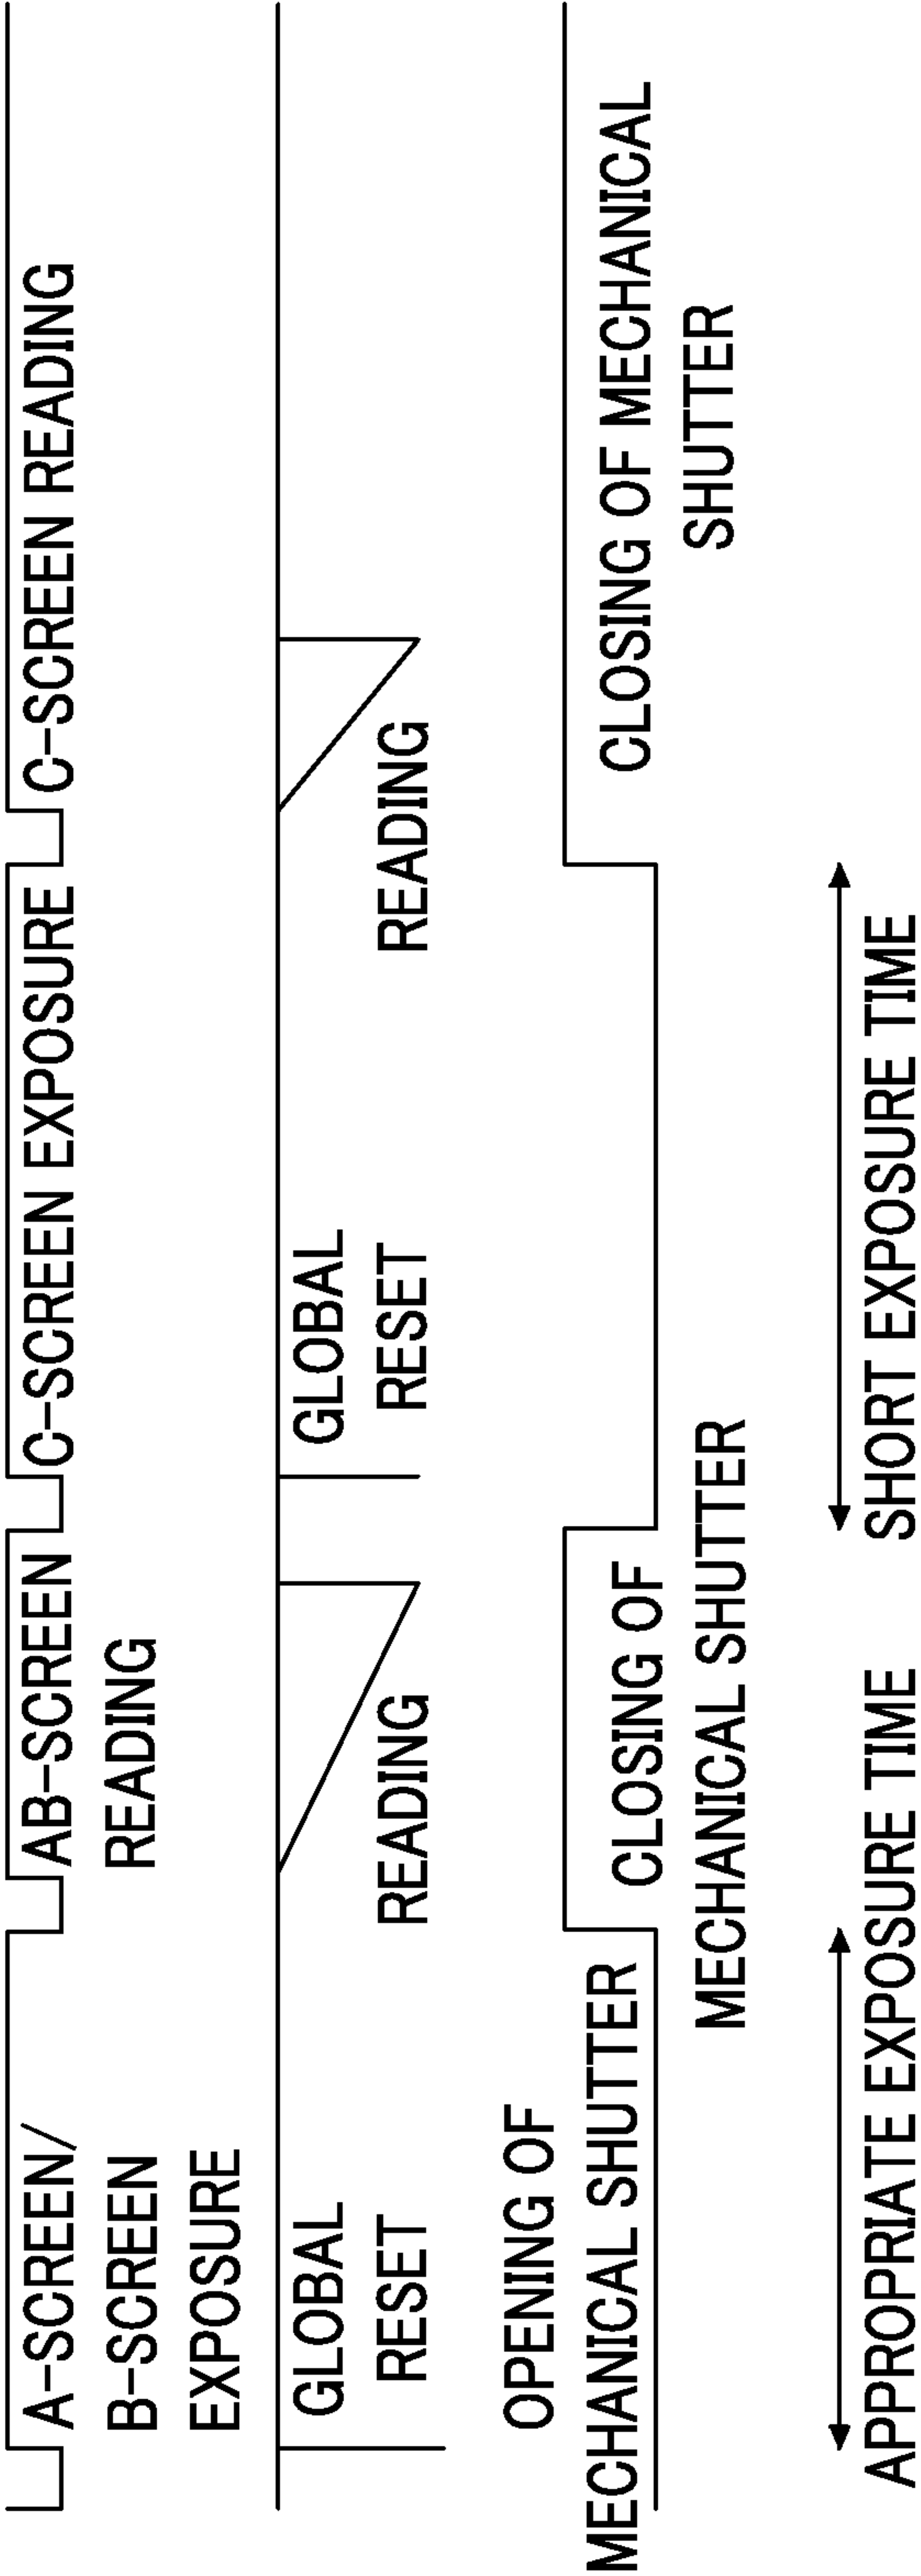 A-SCREEN/
B-SCREEN
EXPOSURE
AB-SCREEN
READING
C-SCREEN EXPOSURE
C-SCREEN READING
GLOBAL
RESET
READING
GLOBAL
RESET
READING
OPENING OF
MECHANICAL SHUTTER
CLOSING OF
MECHANICAL SHUTTER
CLOSING OF MECHANICAL
SHUTTER
APPROPRIATE EXPOSURE TIME
SHORT EXPOSURE TIME